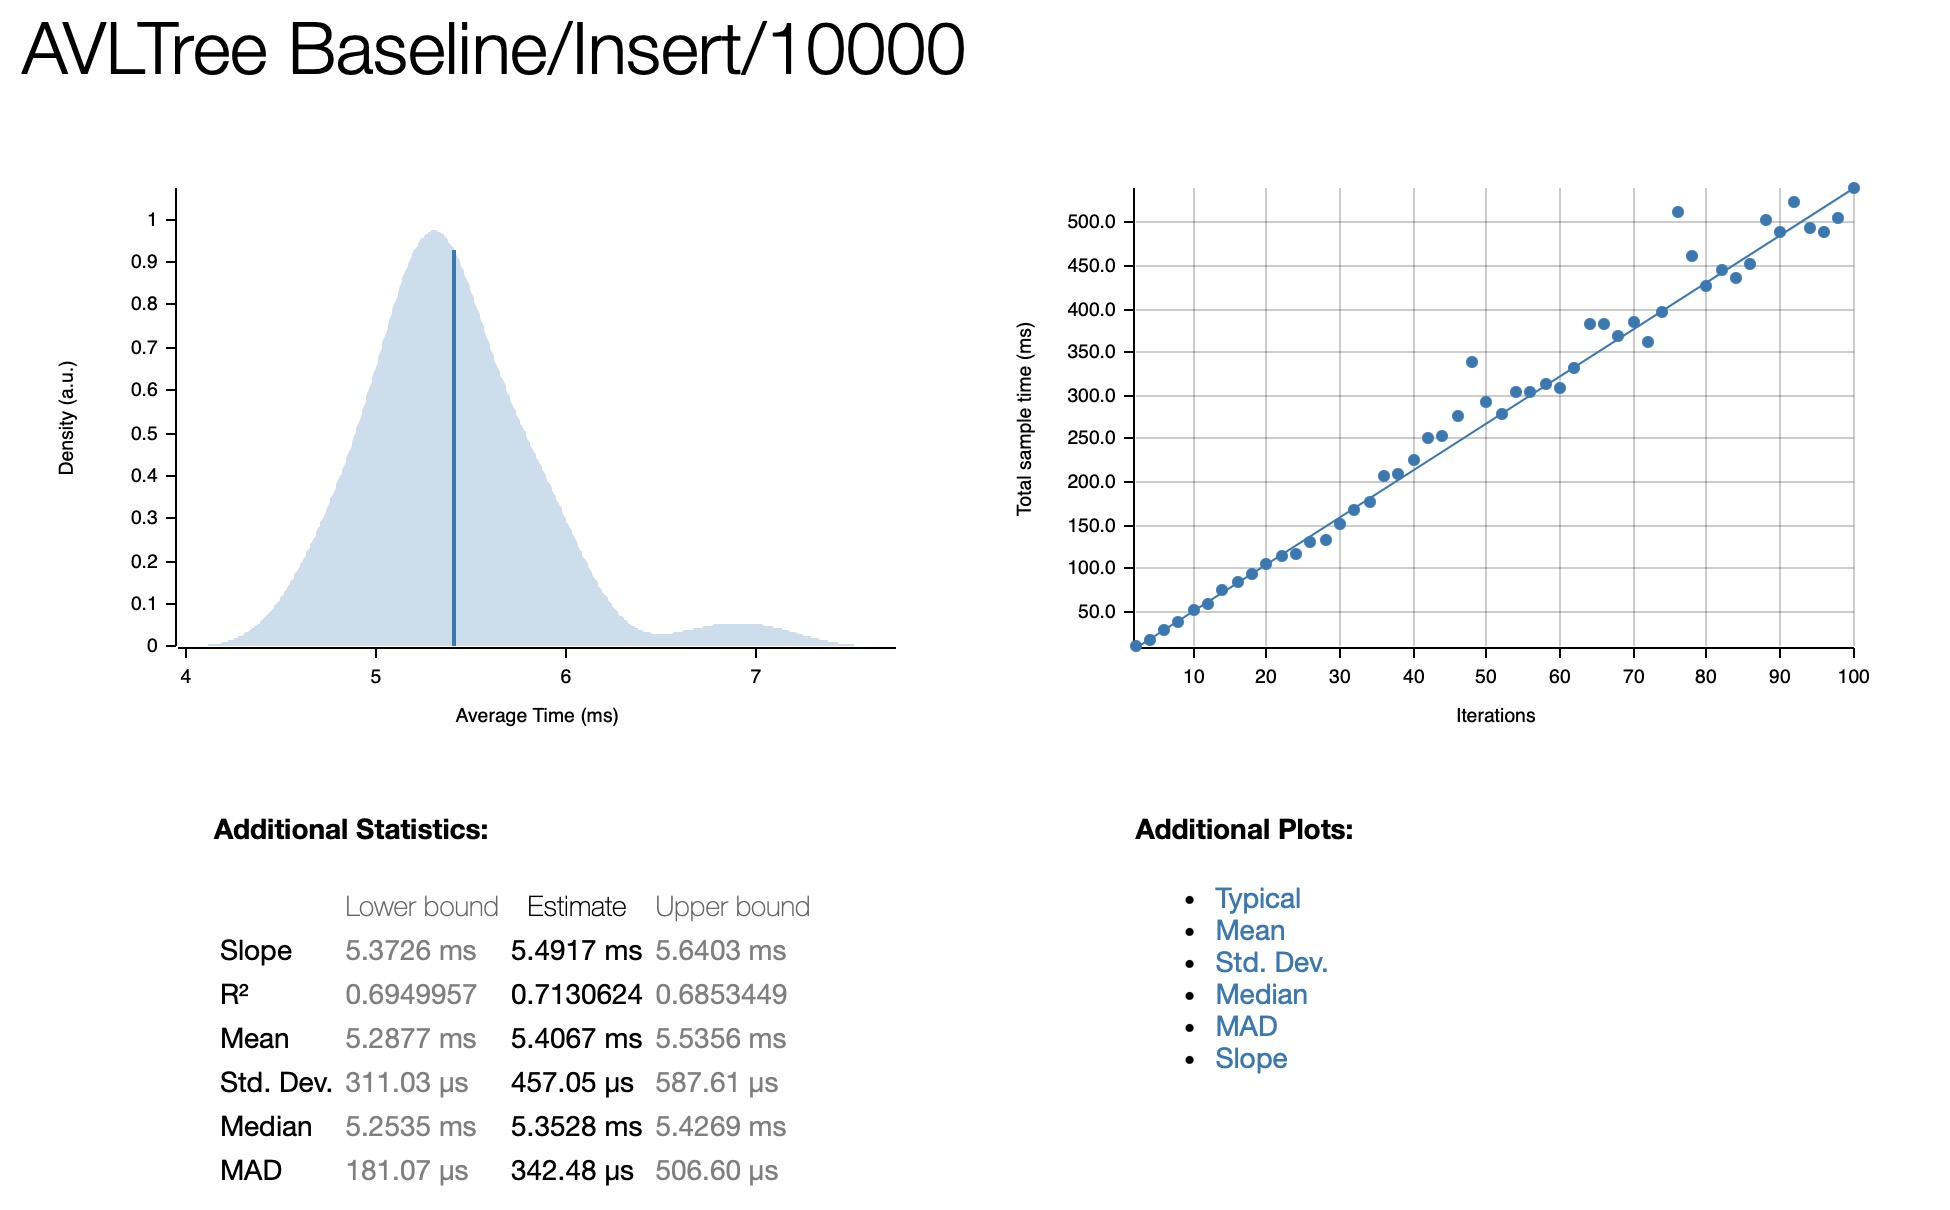 AVLTree Baseline/Insert/10000
Density (a.u.)
1
0.9
0.8
0.7
0.6
0.5
0.4
0.3
0.2
0.1
0
4 5 6 7
Average Time (ms)
Total sample time (ms)
500.0
450.0
400.0
350.0
300.0
250.0
200.0
150.0
100.0
50.0
10 20 30 40 50 60 70 80 90 100
Iterations
Additional Statistics:
Lower bound Estimate Upper bound
Slope 5.3726 ms 5.4917 ms 5.6403 ms
R² 0.6949957 0.7130624 0.6853449
Mean 5.2877 ms 5.4067 ms 5.5356 ms
Std. Dev. 311.03 µs 457.05 µs 587.61 µs
Median 5.2535 ms 5.3528 ms 5.4269 ms
MAD 181.07 µs 342.48 µs 506.60 µs
Additional Plots:
• Typical
• Mean
• Std. Dev.
• Median
• MAD
• Slope